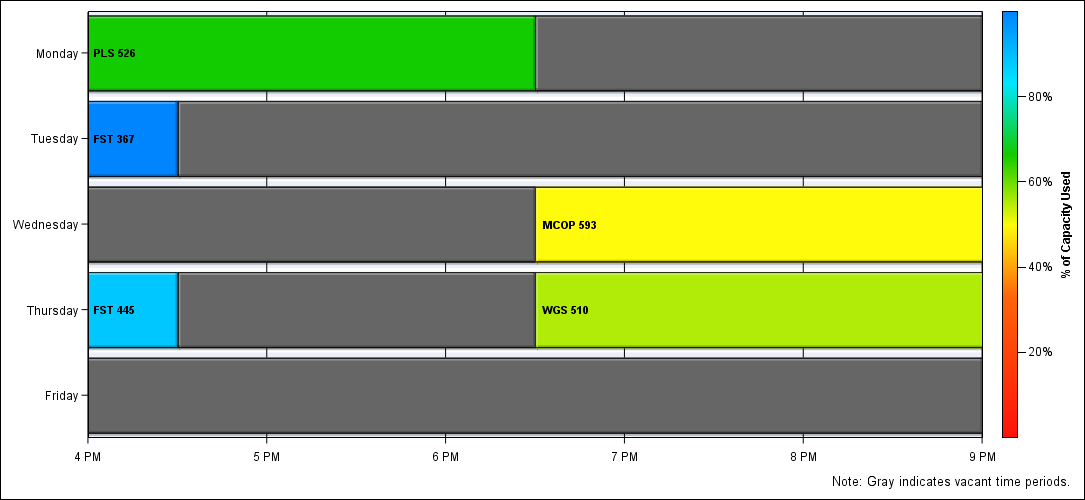 Monday
PLS 526
Tuesday
FST 367
Wednesday
MCOP 593
Thursday
FST 445
WGS 510
Friday
4 PM
5 PM
6 PM
7 PM
8 PM
9 PM
80%
60%
40%
20%
% of Capacity Used
Note: Gray indicates vacant time periods.